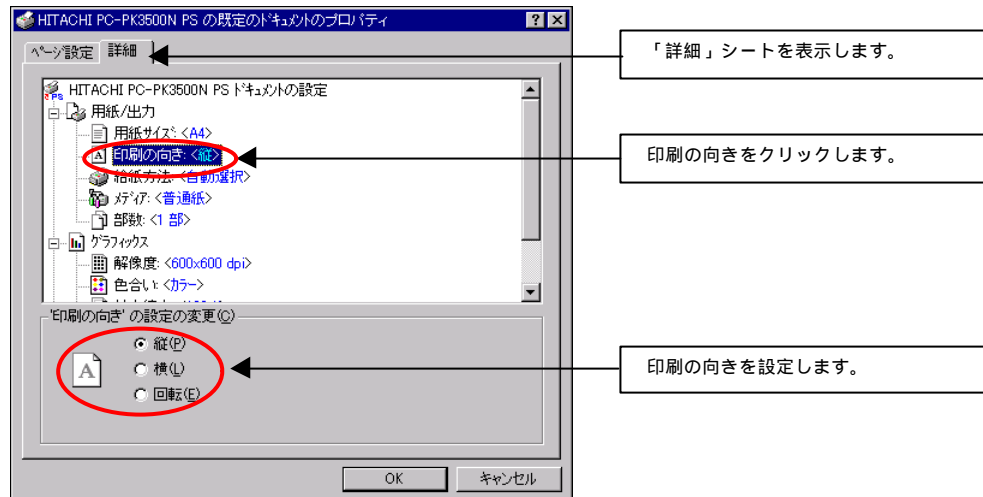 HITACHI PC-PK3500N PS の既定のドキュメントのプロパティ
ページ設定 詳細
HITACHI PC-PK3500N PS ドキュメントの設定
用紙/出力
用紙サイズ: <A4>
印刷の向き: <縦>
給紙方法: <自動選択>
メディア: <普通紙>
部数: <1 部>
グラフィックス
解像度: <600x600 dpi>
色合い: <カラー>
'印刷の向き' の設定の変更(C)
A
縦(P)
横(L)
回転(E)
OK キャンセル
「詳細」シートを表示します。
印刷の向きをクリックします。
印刷の向きを設定します。